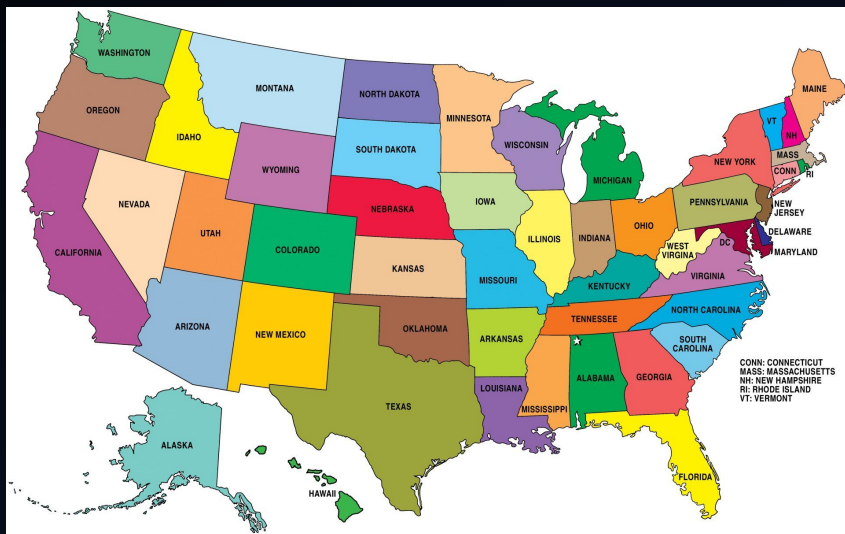 WASHINGTON
OREGON
CALIFORNIA
NEVADA
IDAHO
MONTANA
WYOMING
UTAH
COLORADO
ARIZONA
NEW MEXICO
NORTH DAKOTA
SOUTH DAKOTA
NEBRASKA
KANSAS
OKLAHOMA
TEXAS
MINNESOTA
IOWA
MISSOURI
ARKANSAS
LOUISIANA
WISCONSIN
ILLINOIS
MICHIGAN
INDIANA
OHIO
KENTUCKY
TENNESSEE
MISSISSIPPI
ALABAMA
GEORGIA
FLORIDA
SOUTH
CAROLINA
NORTH CAROLINA
VIRGINIA
WEST
VIRGINA
DC
MARYLAND
DELAWARE
NEW
JERSEY
PENNSYLVANIA
NEW YORK
CONN
RI
MASS
VT
NH
MAINE
ALASKA
HAWAII
CONN: CONNECTICUT
MASS: MASSACHUSETTS
NH: NEW HAMPSHIRE
RI: RHODE ISLAND
VT: VERMONT